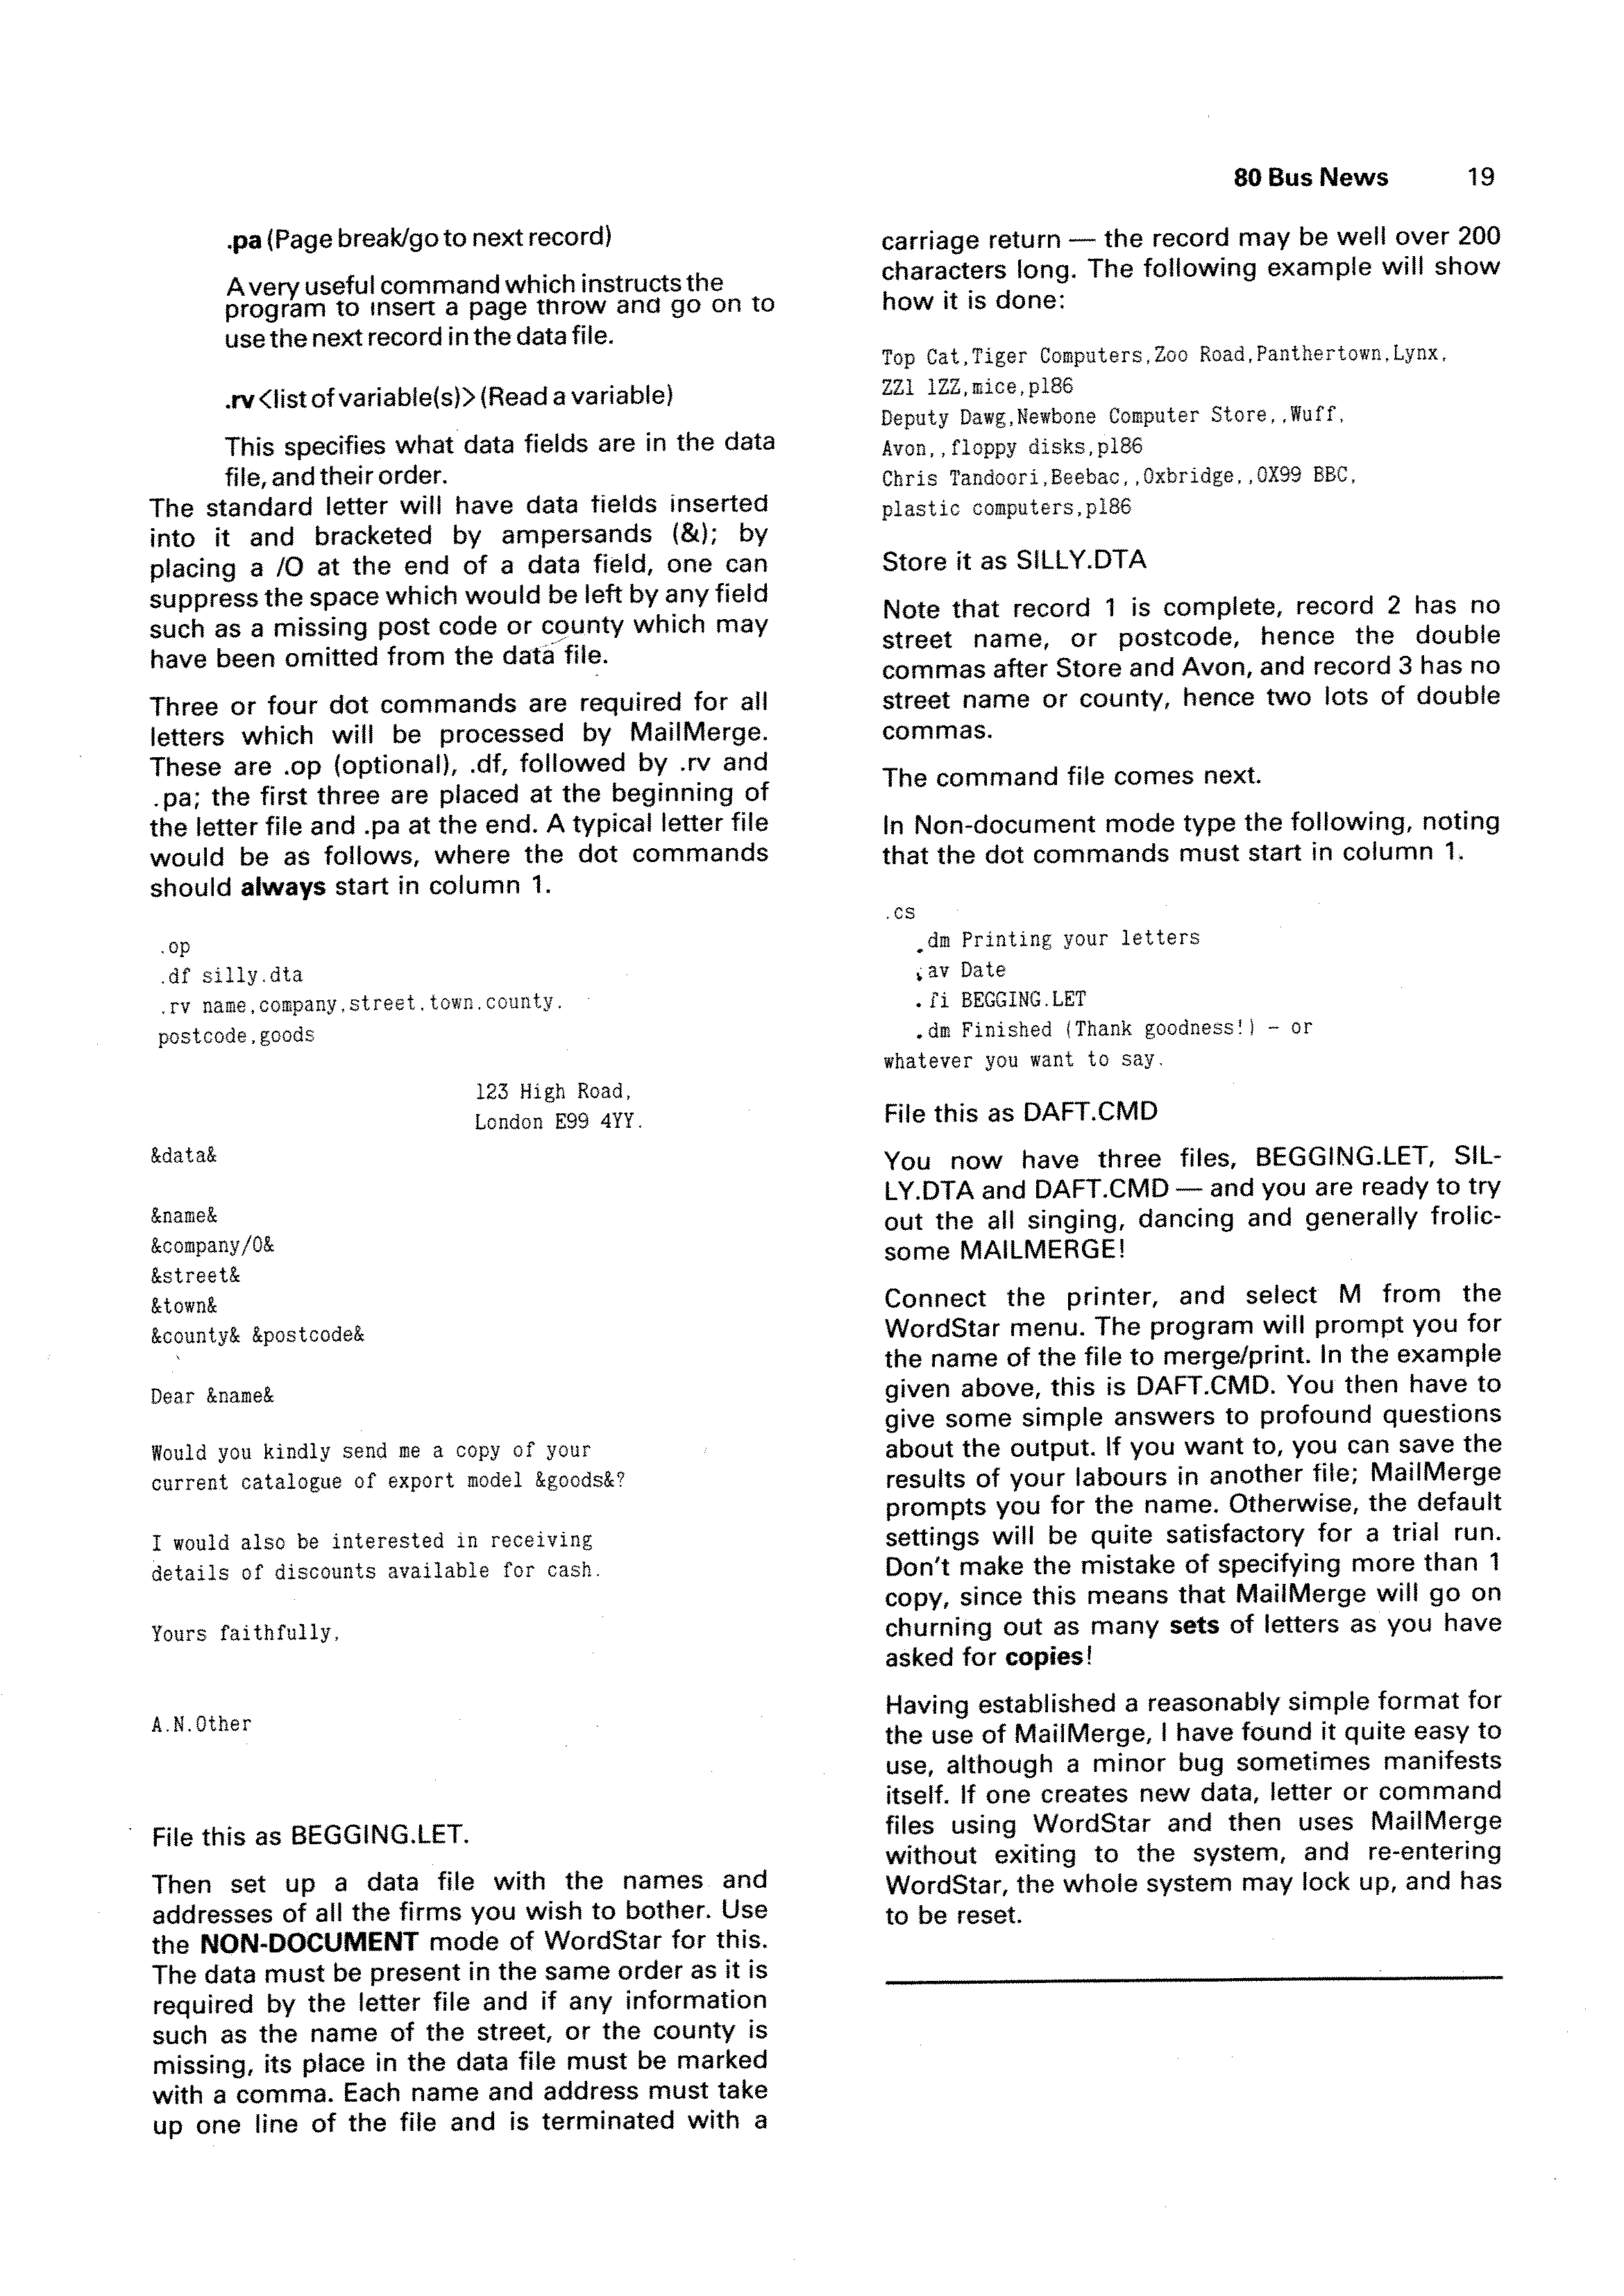 80 Bus News 19
.pa (Page break/go to next record)
A very useful command which instructs the
program to insert a page throw and go on to
use the next record in the data file.
.rv <list of variable(s)> (Read a variable)
This specifies what data fields are in the data
file, and their order.
The standard letter will have data fields inserted
into it and bracketed by ampersands (&); by
placing a /O at the end of a data field, one can
suppress the space which would be left by any field
such as a missing post code or county which may
have been omitted from the data file.
Three or four dot commands are required for all
letters which will be processed by MailMerge.
These are .op (optional), .df, followed by .rv and
.pa; the first three are placed at the beginning of
the letter file and .pa at the end. A typical letter file
would be as follows, where the dot commands
should always start in column 1.
.op
.df silly.dta
.rv name,company,street,town,county.
postcode,goods
123 High Road,
London E99 4YY.
&data&
&name&
&company/0&
&street&
&town&
&county& &postcode&
Dear &name&
Would you kindly send me a copy of your
current catalogue of export model &goods&?
I would also be interested in receiving
details of discounts available for cash.
Yours faithfully,
A.N.Other
File this as BEGGING.LET.
Then set up a data file with the names and
addresses of all the firms you wish to bother. Use
the NON-DOCUMENT mode of WordStar for this.
The data must be present in the same order as it is
required by the letter file and if any information
such as the name of the street, or the county is
missing, its place in the data file must be marked
with a comma. Each name and address must take
up one line of the file and is terminated with a
carriage return — the record may be well over 200
characters long. The following example will show
how it is done:
Top Cat,Tiger Computers,Zoo Road,Panthertown,Lynx,
ZZ1 1ZZ,mice,p186
Deputy Dawg,Newbone Computer Store,,Wuff,
Avon,,floppy disks,p186
Chris Tandoori,Beebac,,Oxbridge,,OX99 BBC,
plastic computers,p186
Store it as SILLY.DTA
Note that record 1 is complete, record 2 has no
street name, or postcode, hence the double
commas after Store and Avon, and record 3 has no
street name or county, hence two lots of double
commas.
The command file comes next.
In Non-document mode type the following, noting
that the dot commands must start in column 1.
.cs
.dm Printing your letters
.av Date
.fi BEGGING.LET
.dm Finished (Thank goodness!) - or
whatever you want to say.
File this as DAFT.CMD
You now have three files, BEGGING.LET, SIL-
LY.DTA and DAFT.CMD — and you are ready to try
out the all singing, dancing and generally frolic-
some MAILMERGE!
Connect the printer, and select M from the
WordStar menu. The program will prompt you for
the name of the file to merge/print. In the example
given above, this is DAFT.CMD. You then have to
give some simple answers to profound questions
about the output. If you want to, you can save the
results of your labours in another file; MailMerge
prompts you for the name. Otherwise, the default
settings will be quite satisfactory for a trial run.
Don't make the mistake of specifying more than 1
copy, since this means that MailMerge will go on
churning out as many sets of letters as you have
asked for copies!
Having established a reasonably simple format for
the use of MailMerge, I have found it quite easy to
use, although a minor bug sometimes manifests
itself. If one creates new data, letter or command
files using WordStar and then uses MailMerge
without exiting to the system, and re-entering
WordStar, the whole system may lock up, and has
to be reset.